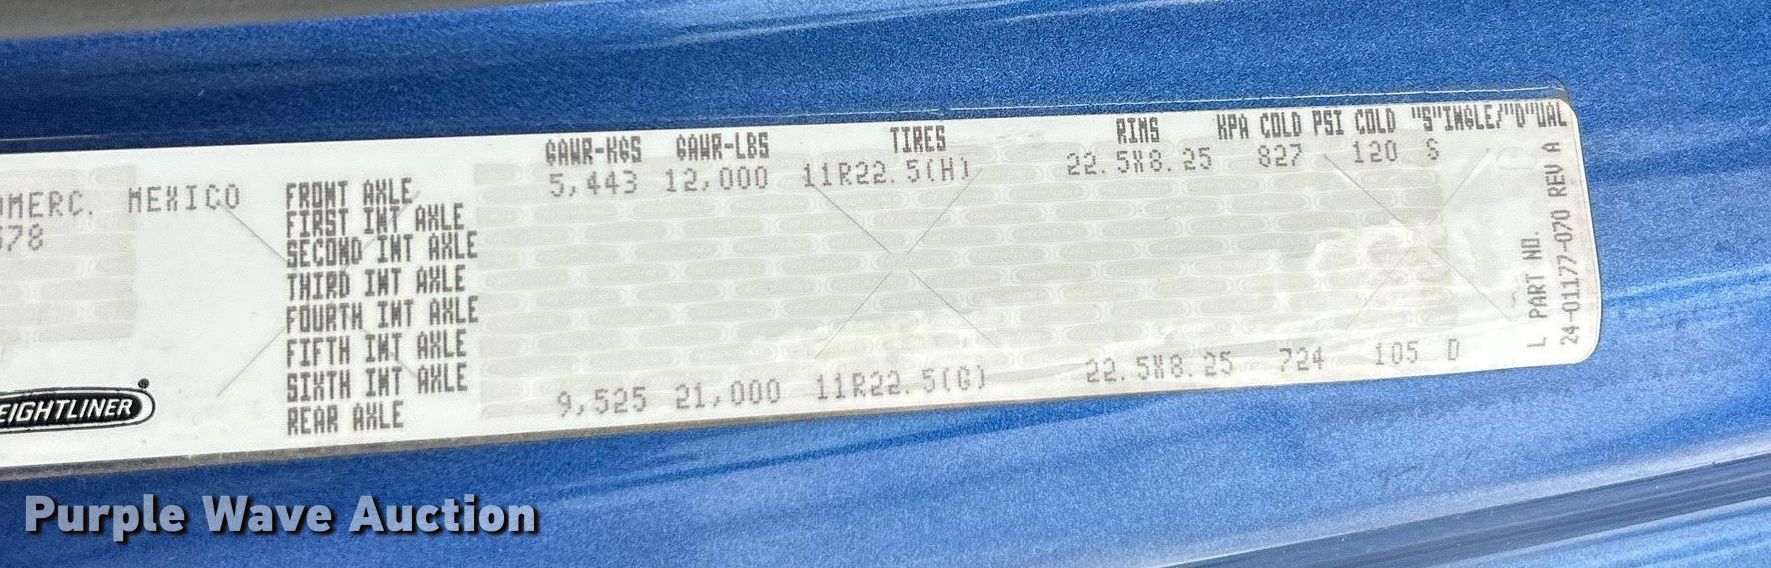 GAWR-KGS GAWR-LBS TIRES RIMS KPA COLD PSI COLD "S"INGLE/"D"UAL
MEXICO
FRONT AXLE 5,443 12,000 11R22.5(H) 22.5X8.25 827 120 S
FIRST INT AXLE
SECOND INT AXLE
THIRD INT AXLE
FOURTH INT AXLE
FIFTH INT AXLE
SIXTH INT AXLE
REAR AXLE 9,525 21,000 11R22.5(G) 22.5X8.25 724 105 D
L PART NO.
24-01177-070 REV A
EIGHTLINER
Purple Wave Auction